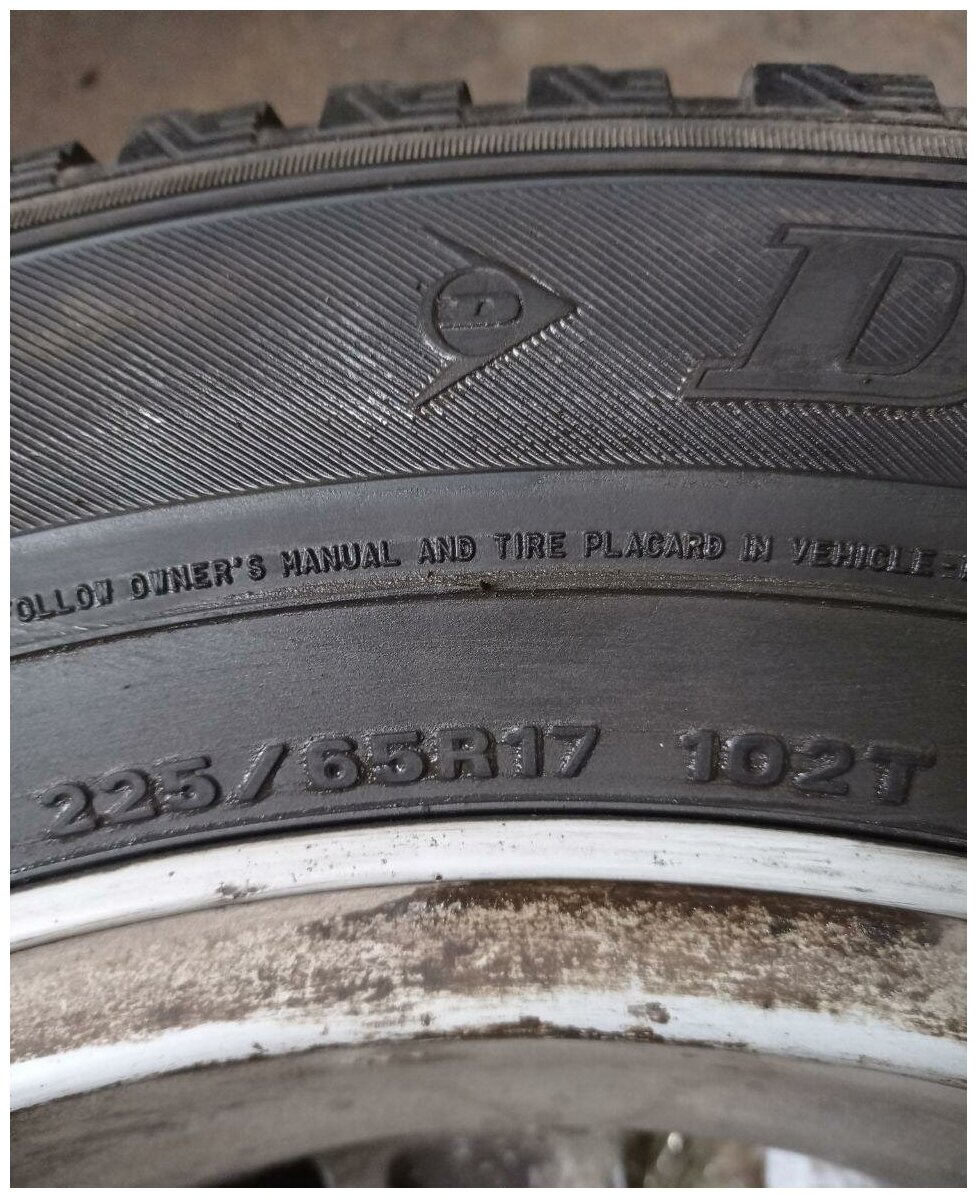 D
D
FOLLOW OWNER'S MANUAL AND TIRE PLACARD IN VEHICLE-
225/65R17 102T